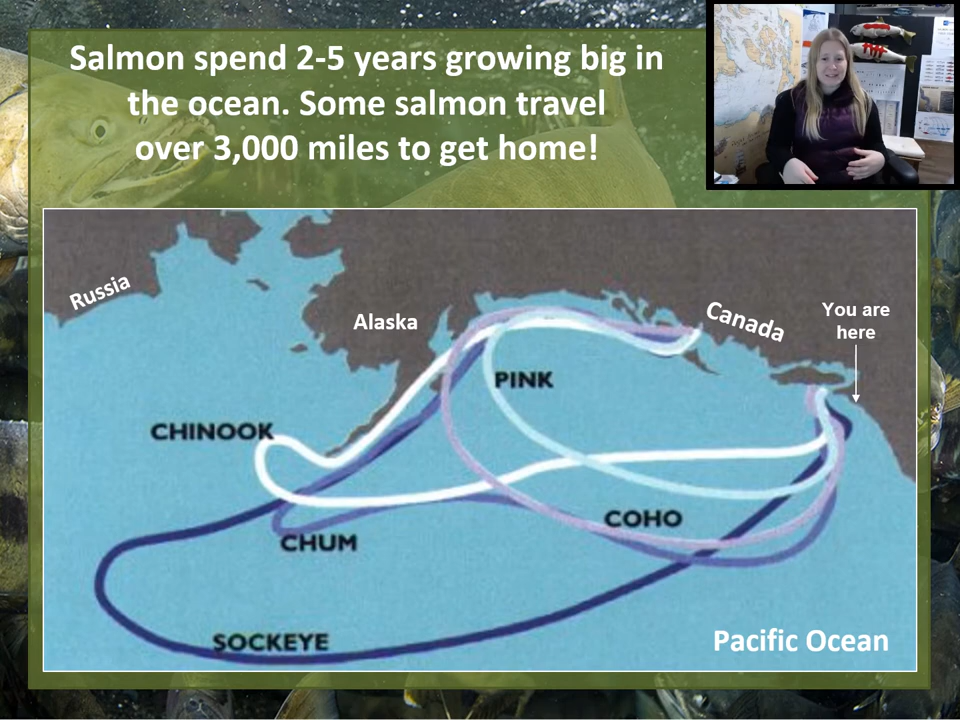 Salmon spend 2-5 years growing big in
the ocean. Some salmon travel
over 3,000 miles to get home!
Russia
Alaska
Canada
You are
here
PINK
CHINOOK
COHO
CHUM
SOCKEYE
Pacific Ocean